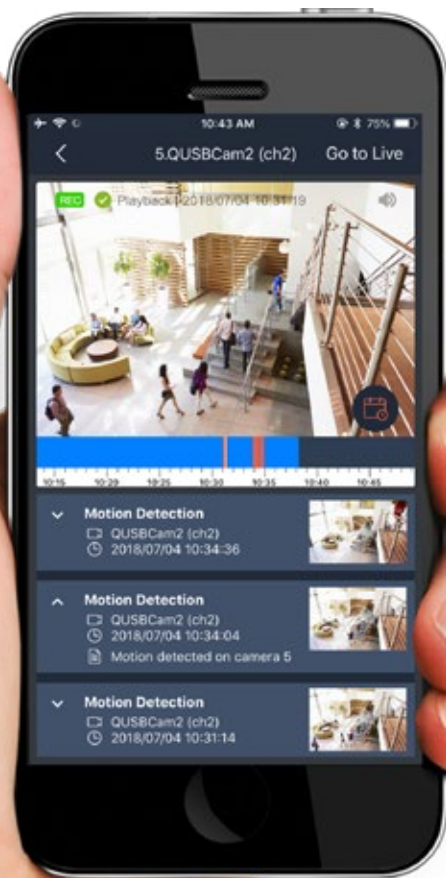 10:43 AM
75%
5.QUSBCam2 (ch2)
Go to Live
REC
Playback | 2018/07/04 10:31:19
10:15 10:20 10:25 10:30 10:35 10:40 10:45
Motion Detection
QUSBCam2 (ch2)
2018/07/04 10:34:36
Motion Detection
QUSBCam2 (ch2)
2018/07/04 10:34:04
Motion detected on camera 5
Motion Detection
QUSBCam2 (ch2)
2018/07/04 10:31:14